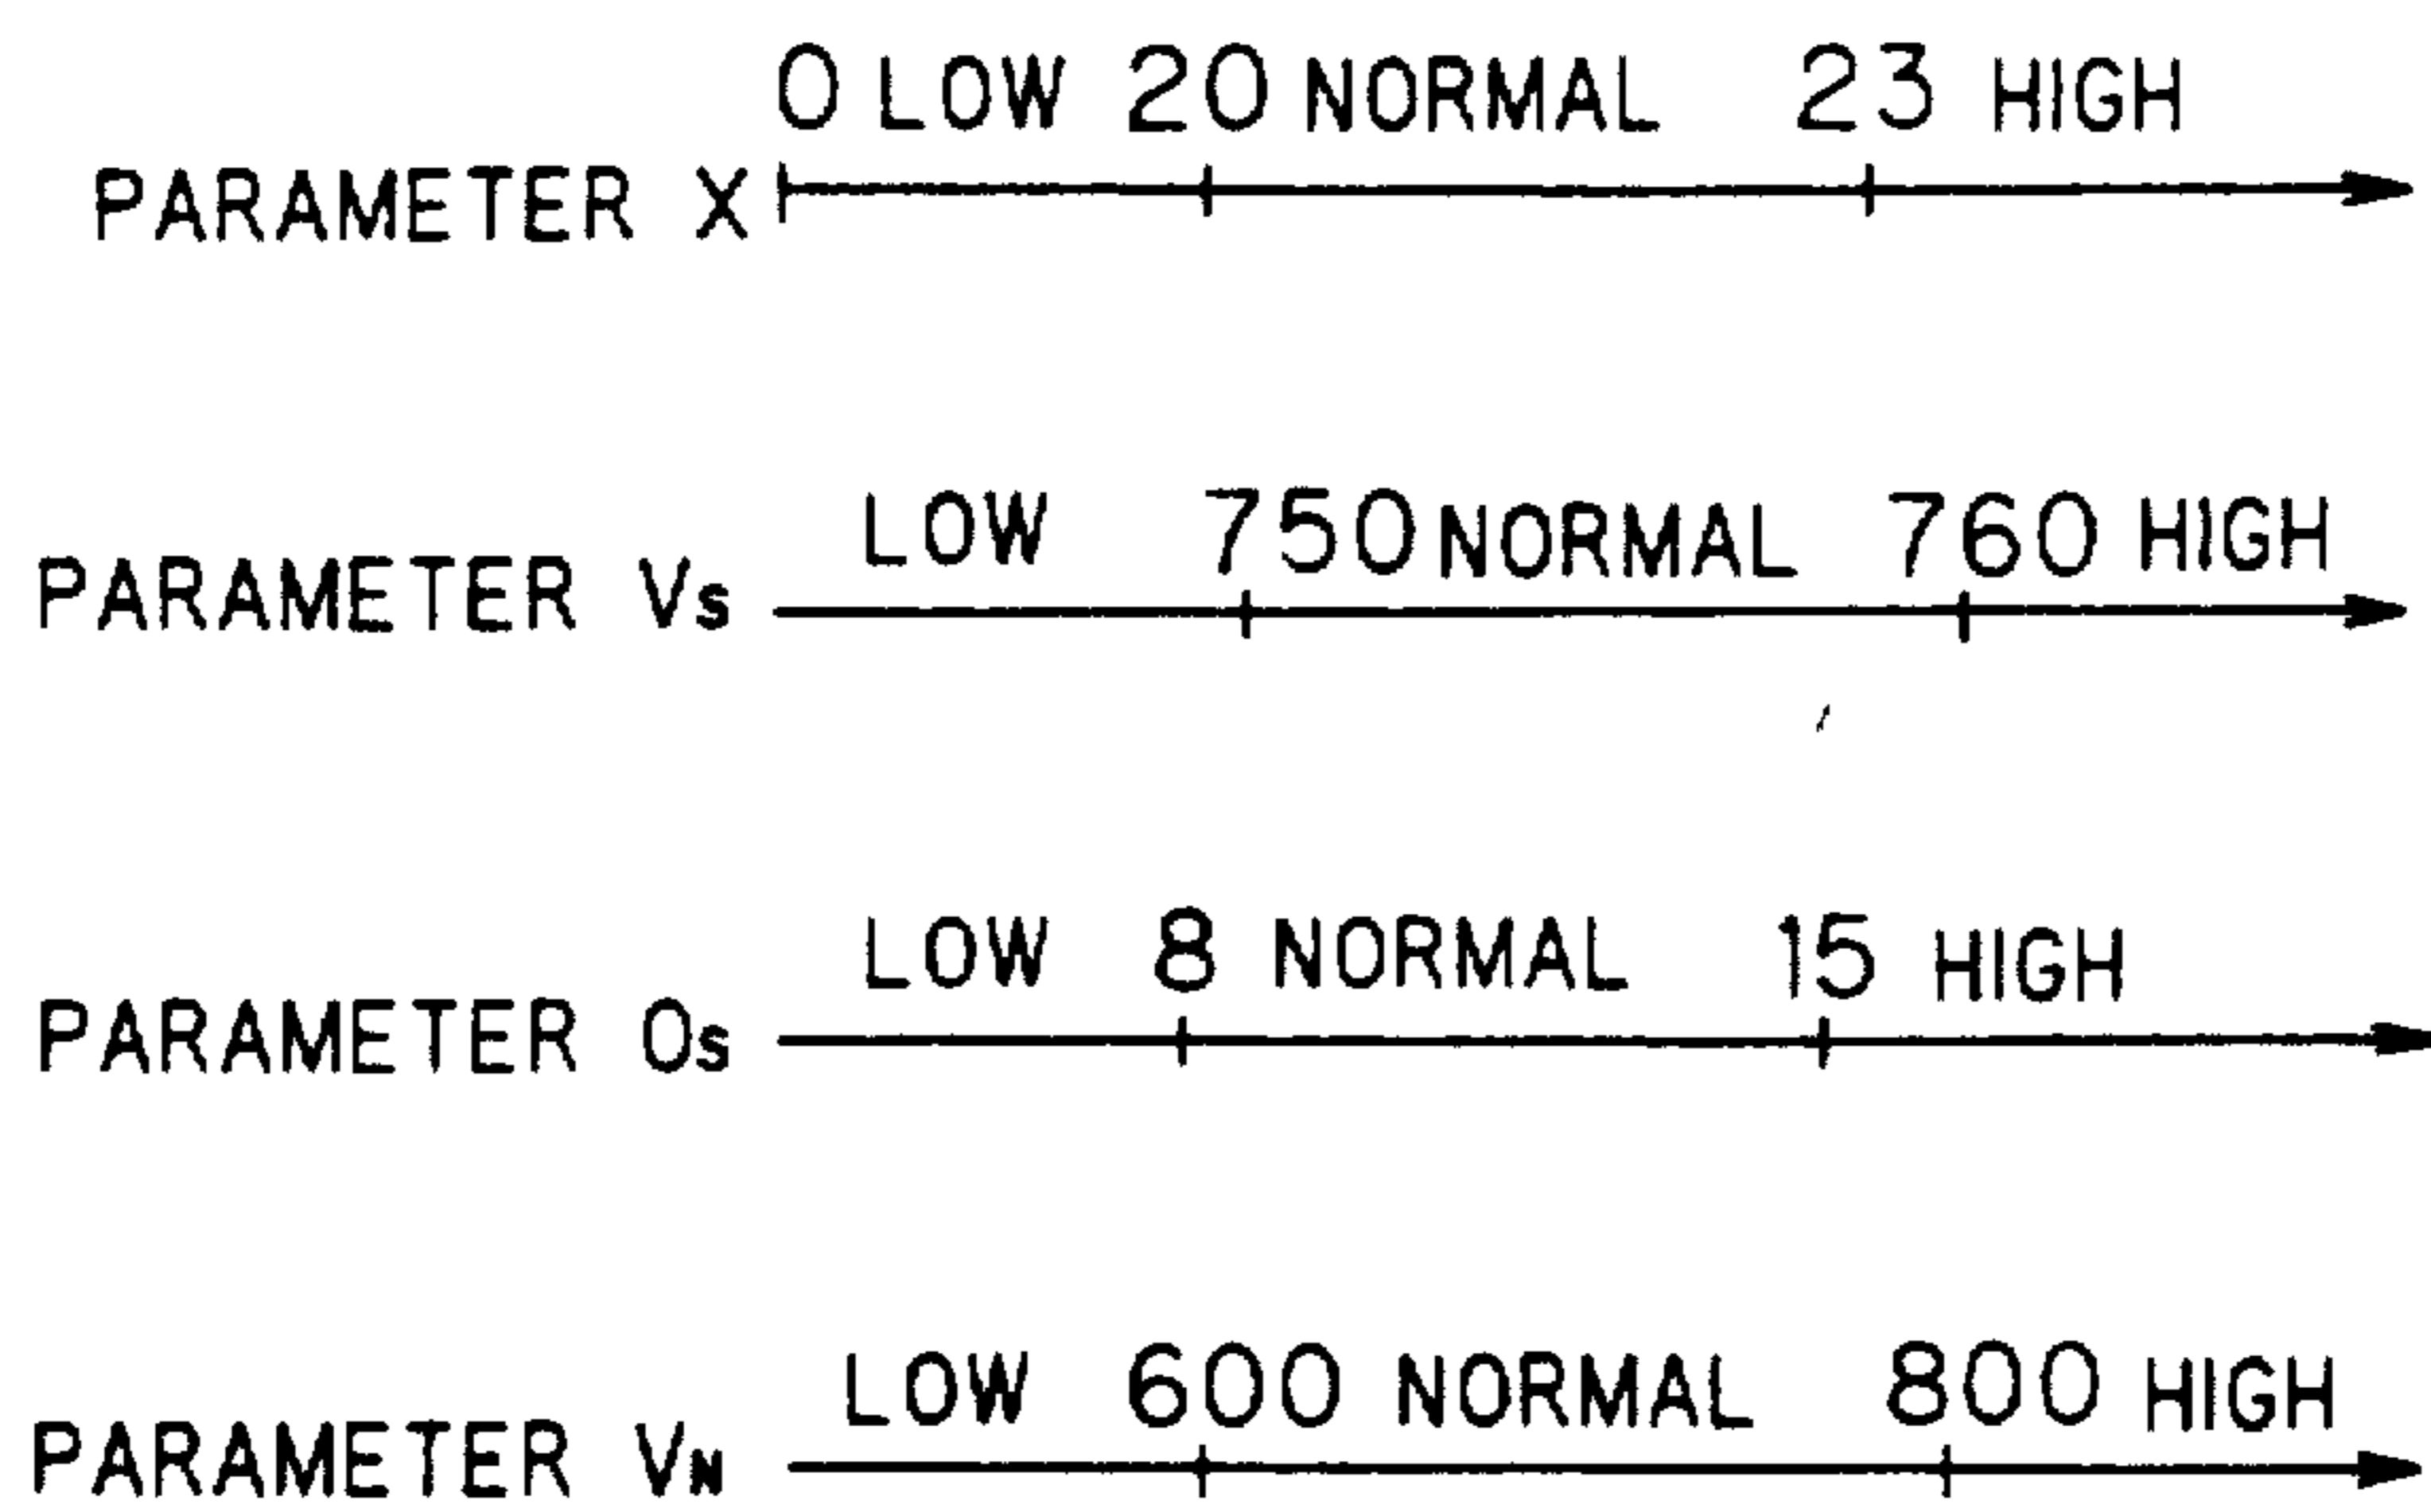 0 LOW 20 NORMAL 23 HIGH
PARAMETER X
LOW 750 NORMAL 760 HIGH
PARAMETER Vs
LOW 8 NORMAL 15 HIGH
PARAMETER Os
LOW 600 NORMAL 800 HIGH
PARAMETER VN